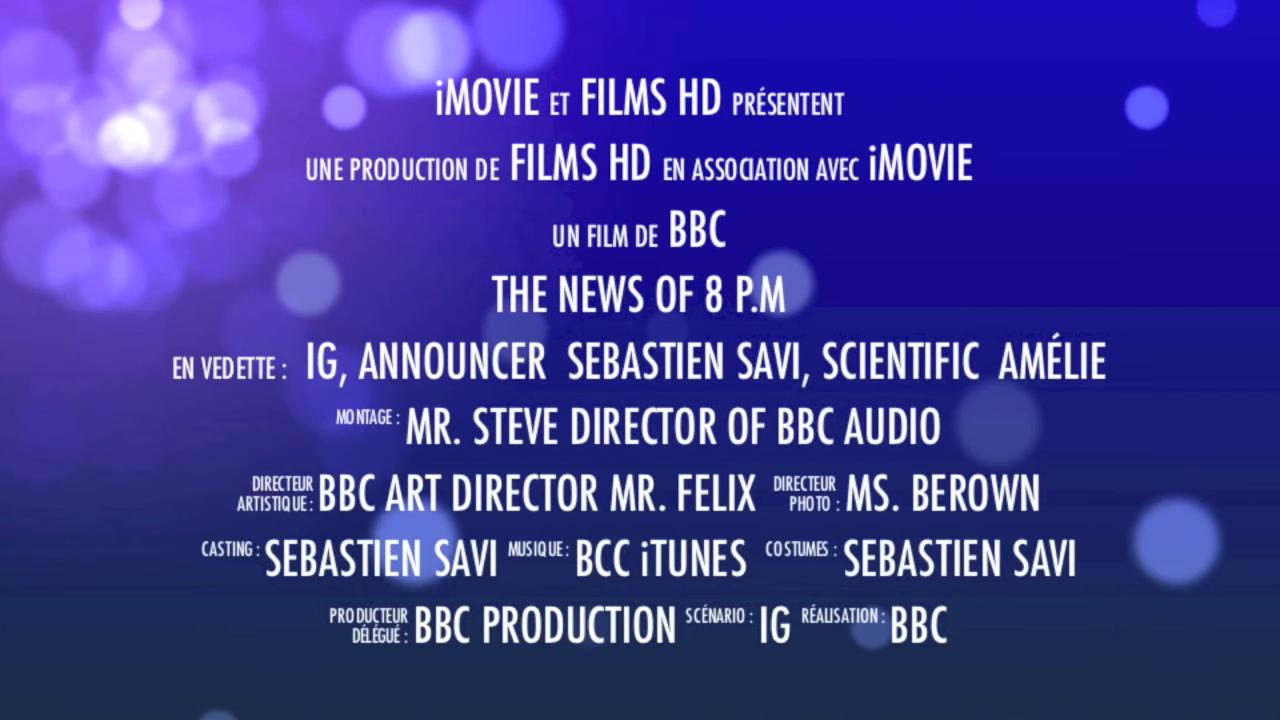 iMOVIE ET FILMS HD PRÉSENTENT
UNE PRODUCTION DE FILMS HD EN ASSOCIATION AVEC iMOVIE
UN FILM DE BBC
THE NEWS OF 8 P.M
EN VEDETTE : IG, ANNOUNCER SEBASTIEN SAVI, SCIENTIFIC AMÉLIE
MONTAGE : MR. STEVE DIRECTOR OF BBC AUDIO
DIRECTEUR ARTISTIQUE : BBC ART DIRECTOR MR. FELIX DIRECTEUR PHOTO : MS. BEROWN
CASTING : SEBASTIEN SAVI MUSIQUE : BCC iTUNES COSTUMES : SEBASTIEN SAVI
PRODUCTEUR DÉLÉGUÉ : BBC PRODUCTION SCÉNARIO : IG RÉALISATION : BBC